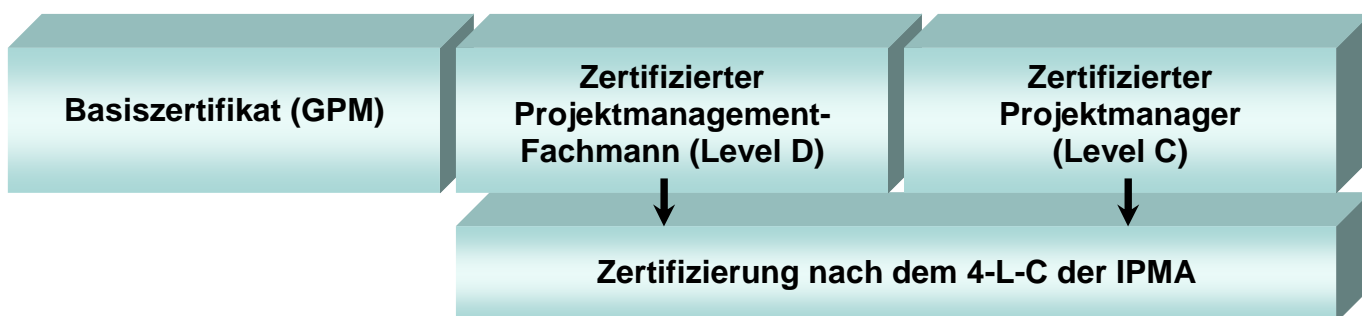 Basiszertifikat (GPM)
Zertifizierter
Projektmanagement-
Fachmann (Level D)
Zertifizierter
Projektmanager
(Level C)
Zertifizierung nach dem 4-L-C der IPMA